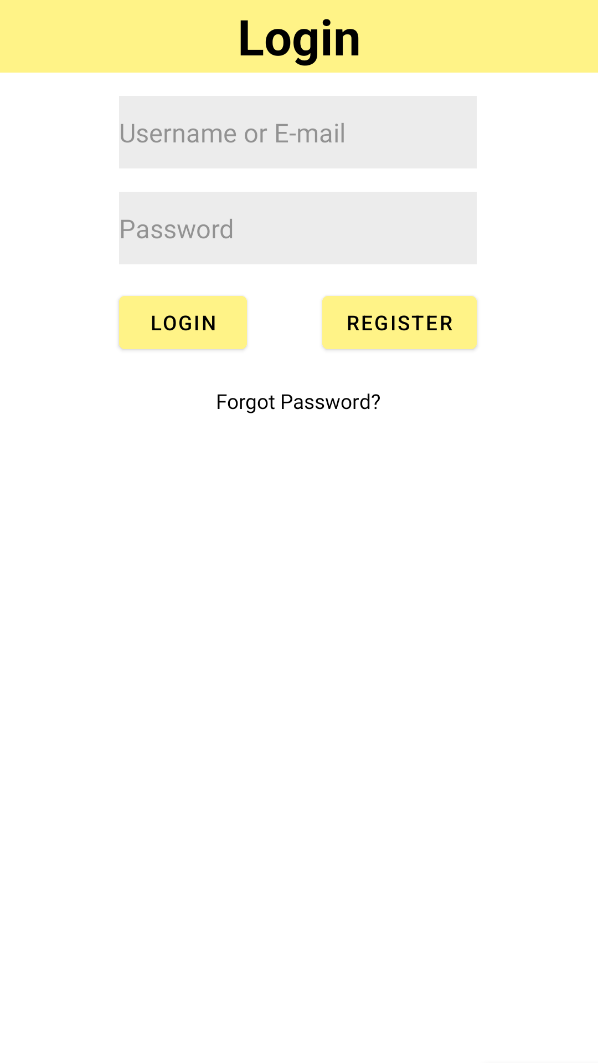 Login
Username or E-mail
Password
LOGIN
REGISTER
Forgot Password?